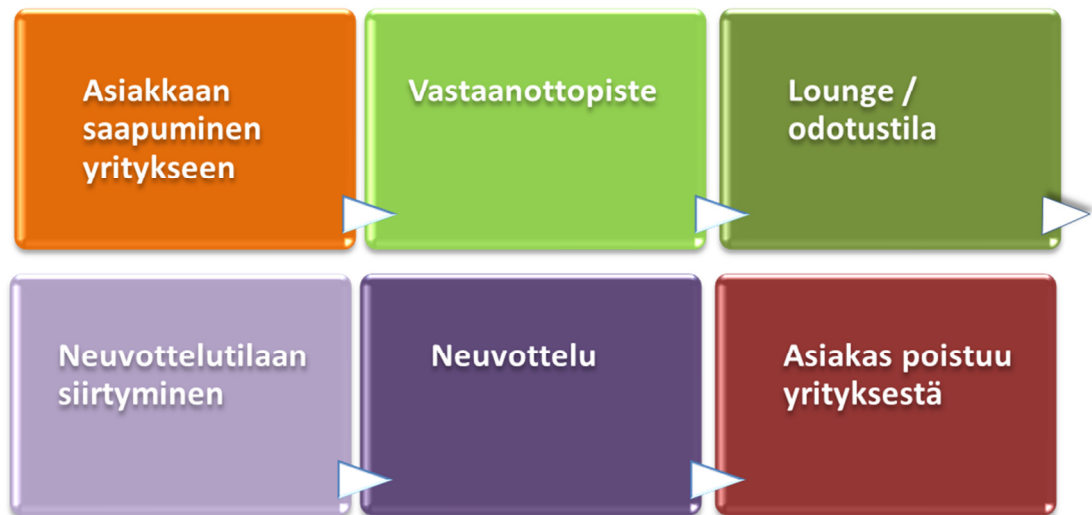 Asiakkaan
saapuminen
yritykseen
Vastaanottopiste
Lounge /
odotustila
Neuvottelutilaan
siirtyminen
Neuvottelu
Asiakas poistuu
yrityksestä